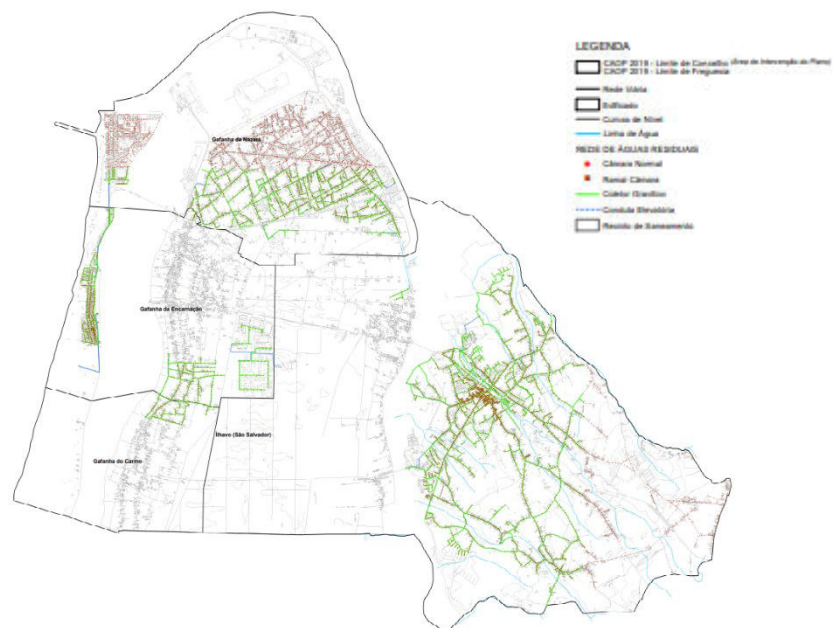 LEGENDA
CAOP 2018 - Limite de Concelho (Área de Intervenção do Plano)
CAOP 2018 - Limite de Freguesia
Rede Viária
Edificado
Curvas de Nível
Linha de Água
REDE DE ÁGUAS RESIDUAIS
Câmara Normal
Ramal Câmara
Coletor Gravítico
Conduta Elevatória
de Saneamento
Gafanha da Nazaré
Gafanha da Encarnação
Ílhavo (São Salvador)
Gafanha do Carmo